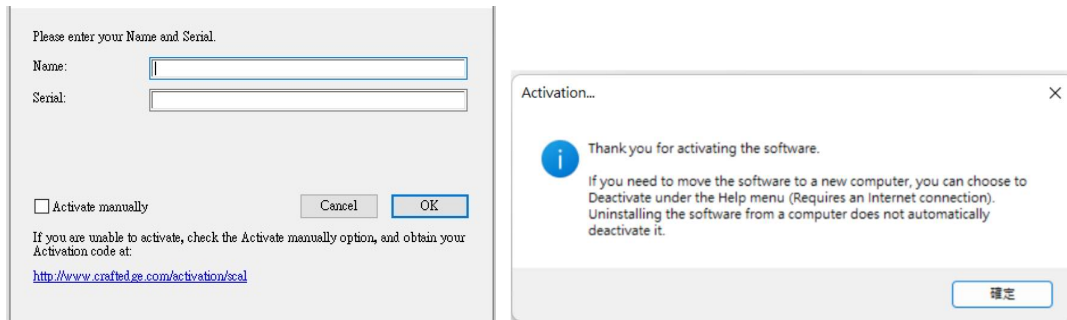 Please enter your Name and Serial.
Name:
Serial:
Activate manually
Cancel
OK
If you are unable to activate, check the Activate manually option, and obtain your
Activation code at:
http://www.craftedge.com/activation/scal
Activation...
Thank you for activating the software.
If you need to move the software to a new computer, you can choose to
Deactivate under the Help menu (Requires an Internet connection).
Uninstalling the software from a computer does not automatically
deactivate it.
確定